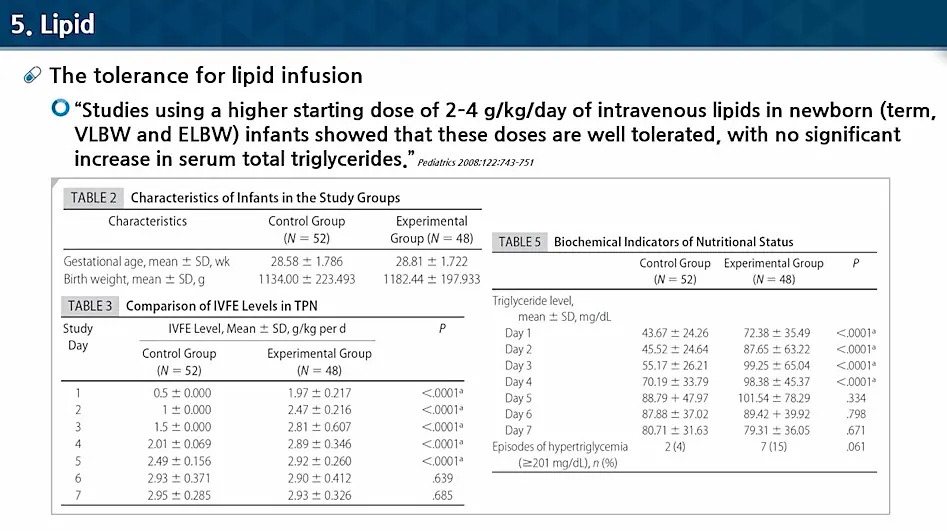 5. Lipid
The tolerance for lipid infusion
“Studies using a higher starting dose of 2-4 g/kg/day of intravenous lipids in newborn (term,
VLBW and ELBW) infants showed that these doses are well tolerated, with no significant
increase in serum total triglycerides.” Pediatrics 2008;122:743-751
TABLE 2 Characteristics of Infants in the Study Groups
Characteristics Control Group Experimental
(N = 52) Group (N = 48)
Gestational age, mean ± SD, wk 28.58 ± 1.786 28.81 ± 1.722
Birth weight, mean ± SD, g 1134.00 ± 223.493 1182.44 ± 197.933
TABLE 3 Comparison of IVFE Levels in TPN
Study IVFE Level, Mean ± SD, g/kg per d P
Day
Control Group Experimental Group
(N = 52) (N = 48)
1 0.5 ± 0.000 1.97 ± 0.217 <.0001ª
2 1 ± 0.000 2.47 ± 0.216 <.0001ª
3 1.5 ± 0.000 2.81 ± 0.607 <.0001ª
4 2.01 ± 0.069 2.89 ± 0.346 <.0001ª
5 2.49 ± 0.156 2.92 ± 0.260 <.0001ª
6 2.93 ± 0.371 2.90 ± 0.412 .639
7 2.95 ± 0.285 2.93 ± 0.326 .685
TABLE 5 Biochemical Indicators of Nutritional Status
Control Group Experimental Group P
(N = 52) (N = 48)
Triglyceride level,
mean ± SD, mg/dL
Day 1 43.67 ± 24.26 72.38 ± 35.49 <.0001ª
Day 2 45.52 ± 24.64 87.65 ± 63.22 <.0001ª
Day 3 55.17 ± 26.21 99.25 ± 65.04 <.0001ª
Day 4 70.19 ± 33.79 98.38 ± 45.37 <.0001ª
Day 5 88.79 + 47.97 101.54 ± 78.29 .334
Day 6 87.88 ± 37.02 89.42 + 39.92 .798
Day 7 80.71 ± 31.63 79.31 ± 36.05 .671
Episodes of hypertriglycemia 2 (4) 7 (15) .061
(≥201 mg/dL), n (%)